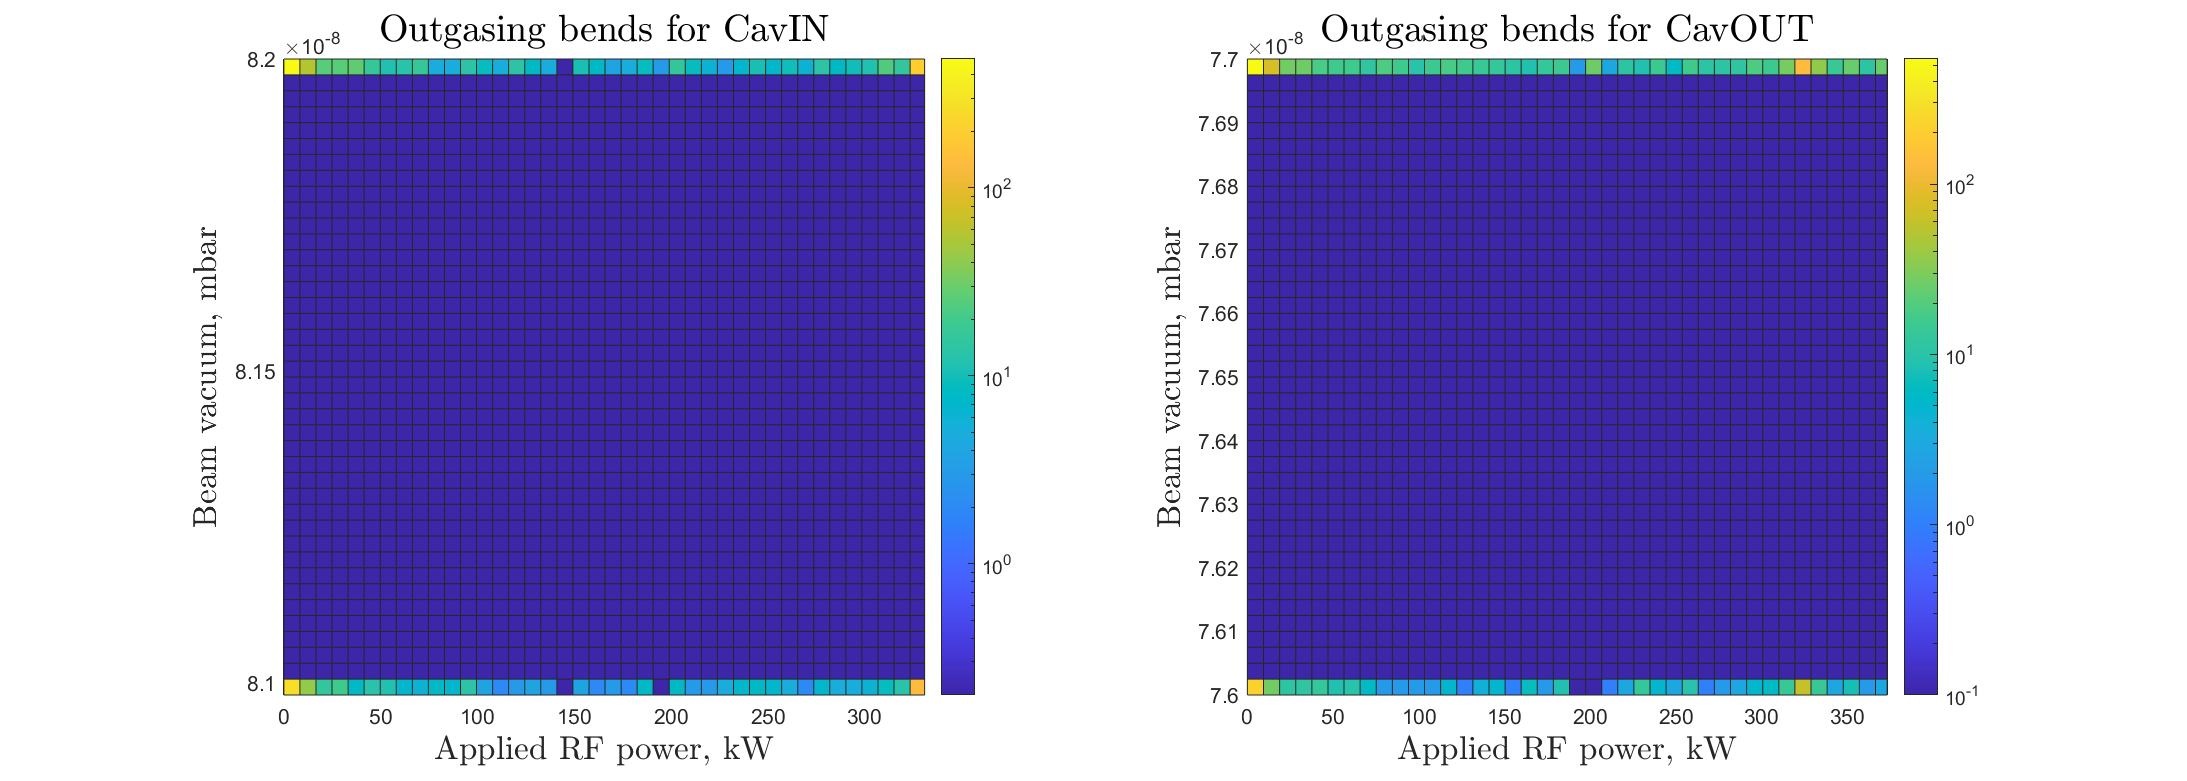 Outgasing bends for CavIN
×10-8
8.2
8.15
8.1
Beam vacuum, mbar
0 50 100 150 200 250 300
Applied RF power, kW
10²
10¹
10⁰
Outgasing bends for CavOUT
×10-8
7.7
7.69
7.68
7.67
7.66
7.65
7.64
7.63
7.62
7.61
7.6
Beam vacuum, mbar
0 50 100 150 200 250 300 350
Applied RF power, kW
10²
10¹
10⁰
10-1